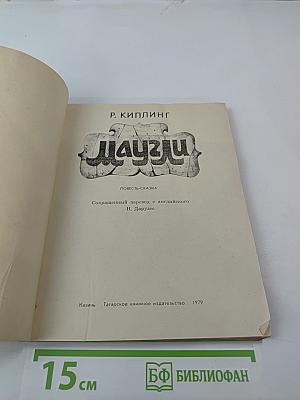 Р. КИПЛИНГ
МАУГЛИ
ПОВЕСТЬ-СКАЗКА
Сокращенный перевод с английского
Н. Дарузес
Казань Татарское книжное издательство 1979
15 см
БФ БИБЛИОФАН